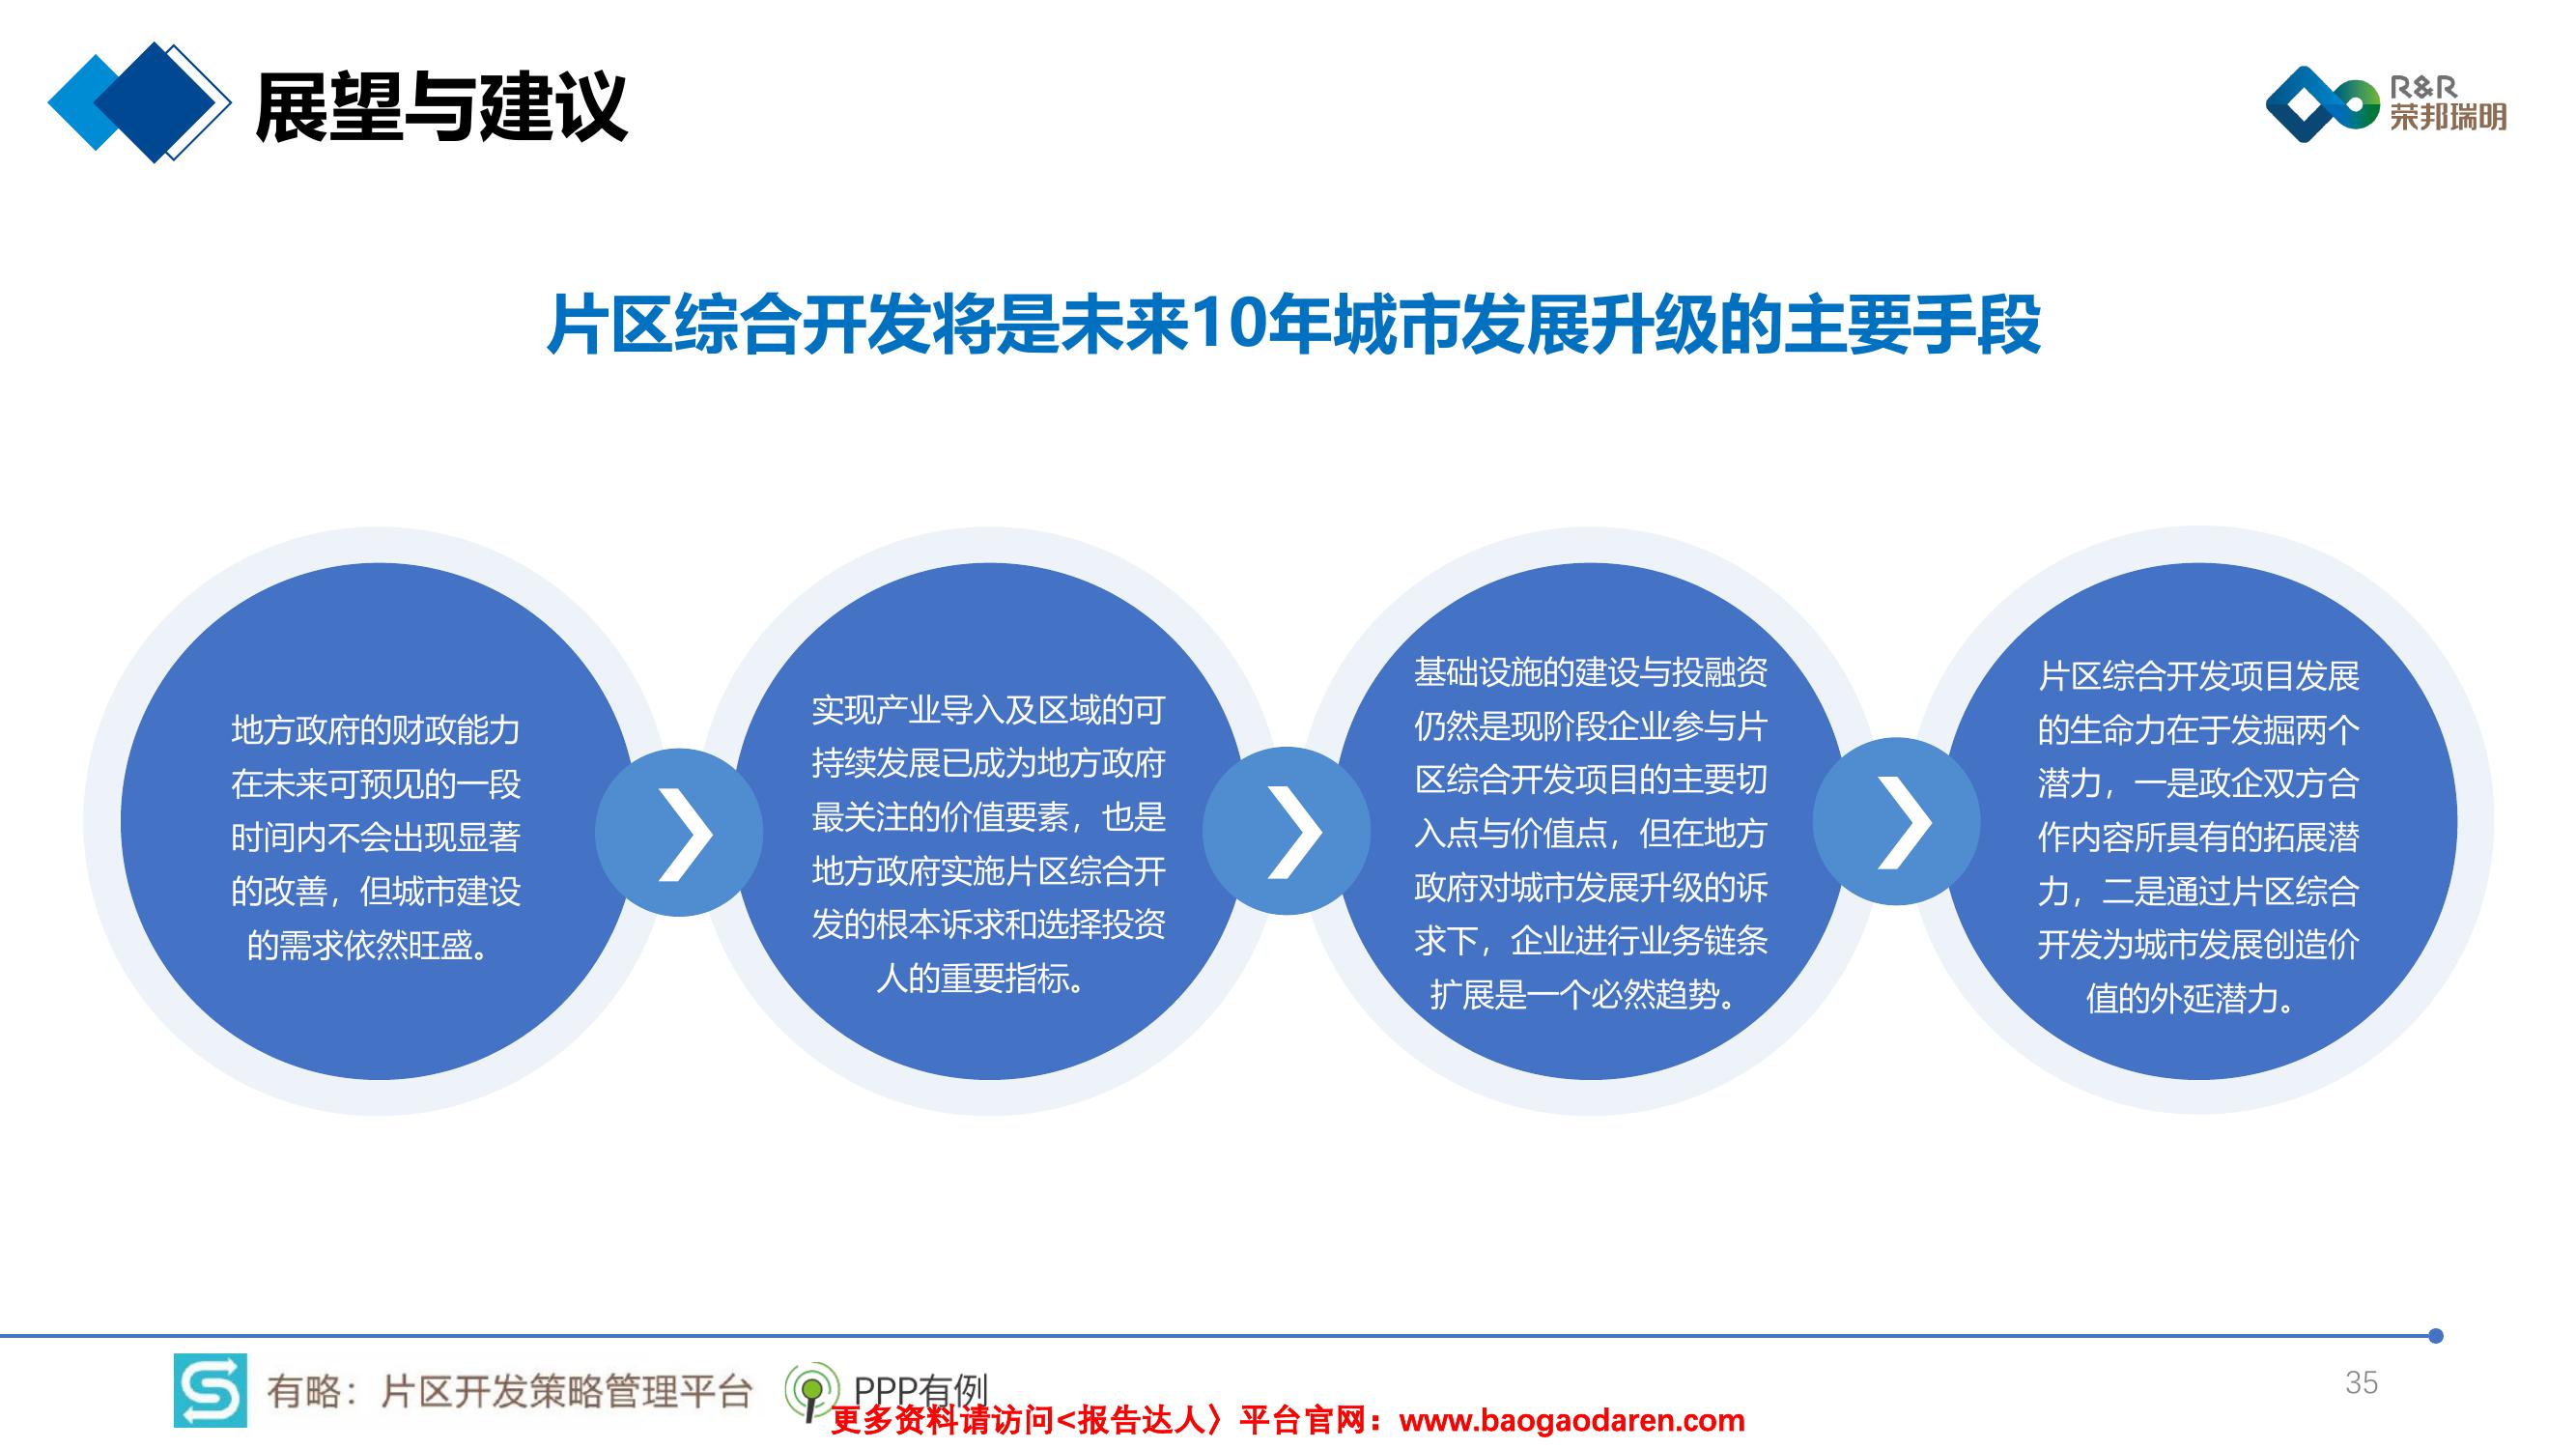 展望与建议
R&R
荣邦瑞明
片区综合开发将是未来10年城市发展升级的主要手段
地方政府的财政能力
在未来可预见的一段
时间内不会出现显著
的改善，但城市建设
的需求依然旺盛。
实现产业导入及区域的可
持续发展已成为地方政府
最关注的价值要素，也是
地方政府实施片区综合开
发的根本诉求和选择投资
人的重要指标。
基础设施的建设与投融资
仍然是现阶段企业参与片
区综合开发项目的主要切
入点与价值点，但在地方
政府对城市发展升级的诉
求下，企业进行业务链条
扩展是一个必然趋势。
片区综合开发项目发展
的生命力在于发掘两个
潜力，一是政企双方合
作内容所具有的拓展潜
力，二是通过片区综合
开发为城市发展创造价
值的外延潜力。
有略：片区开发策略管理平台
PPP有例
35
更多资料请访问<报告达人〉平台官网：www.baogaodaren.com